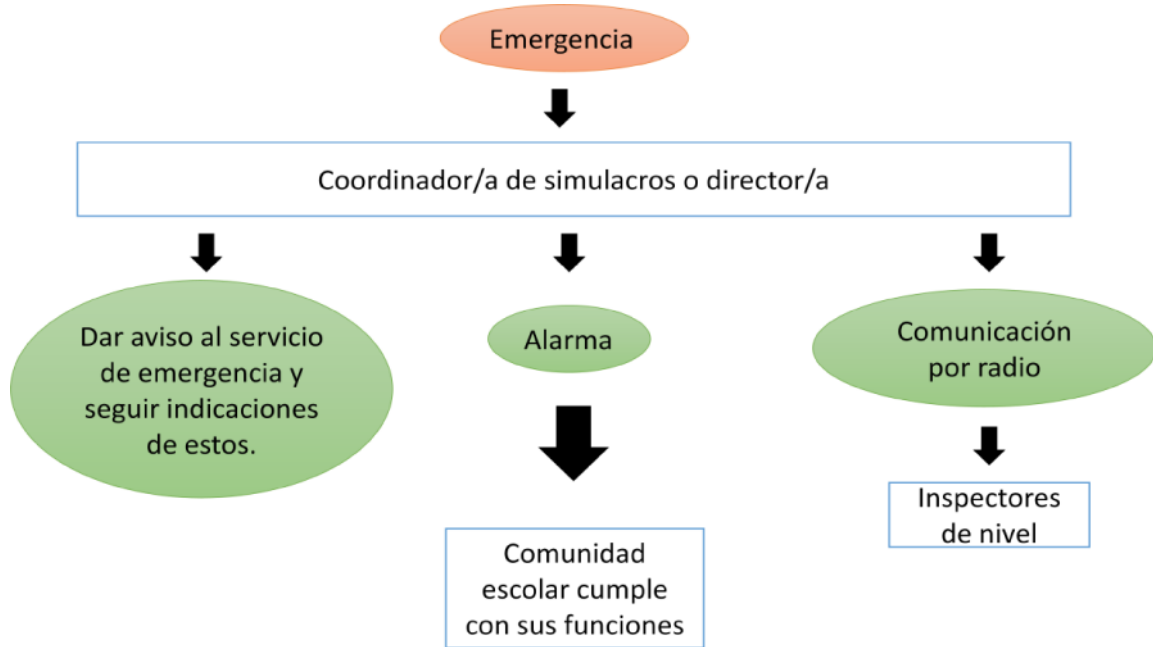 Emergencia
Coordinador/a de simulacros o director/a
Dar aviso al servicio
de emergencia y
seguir indicaciones
de estos.
Alarma
Comunicación
por radio
Inspectores
de nivel
Comunidad
escolar cumple
con sus funciones